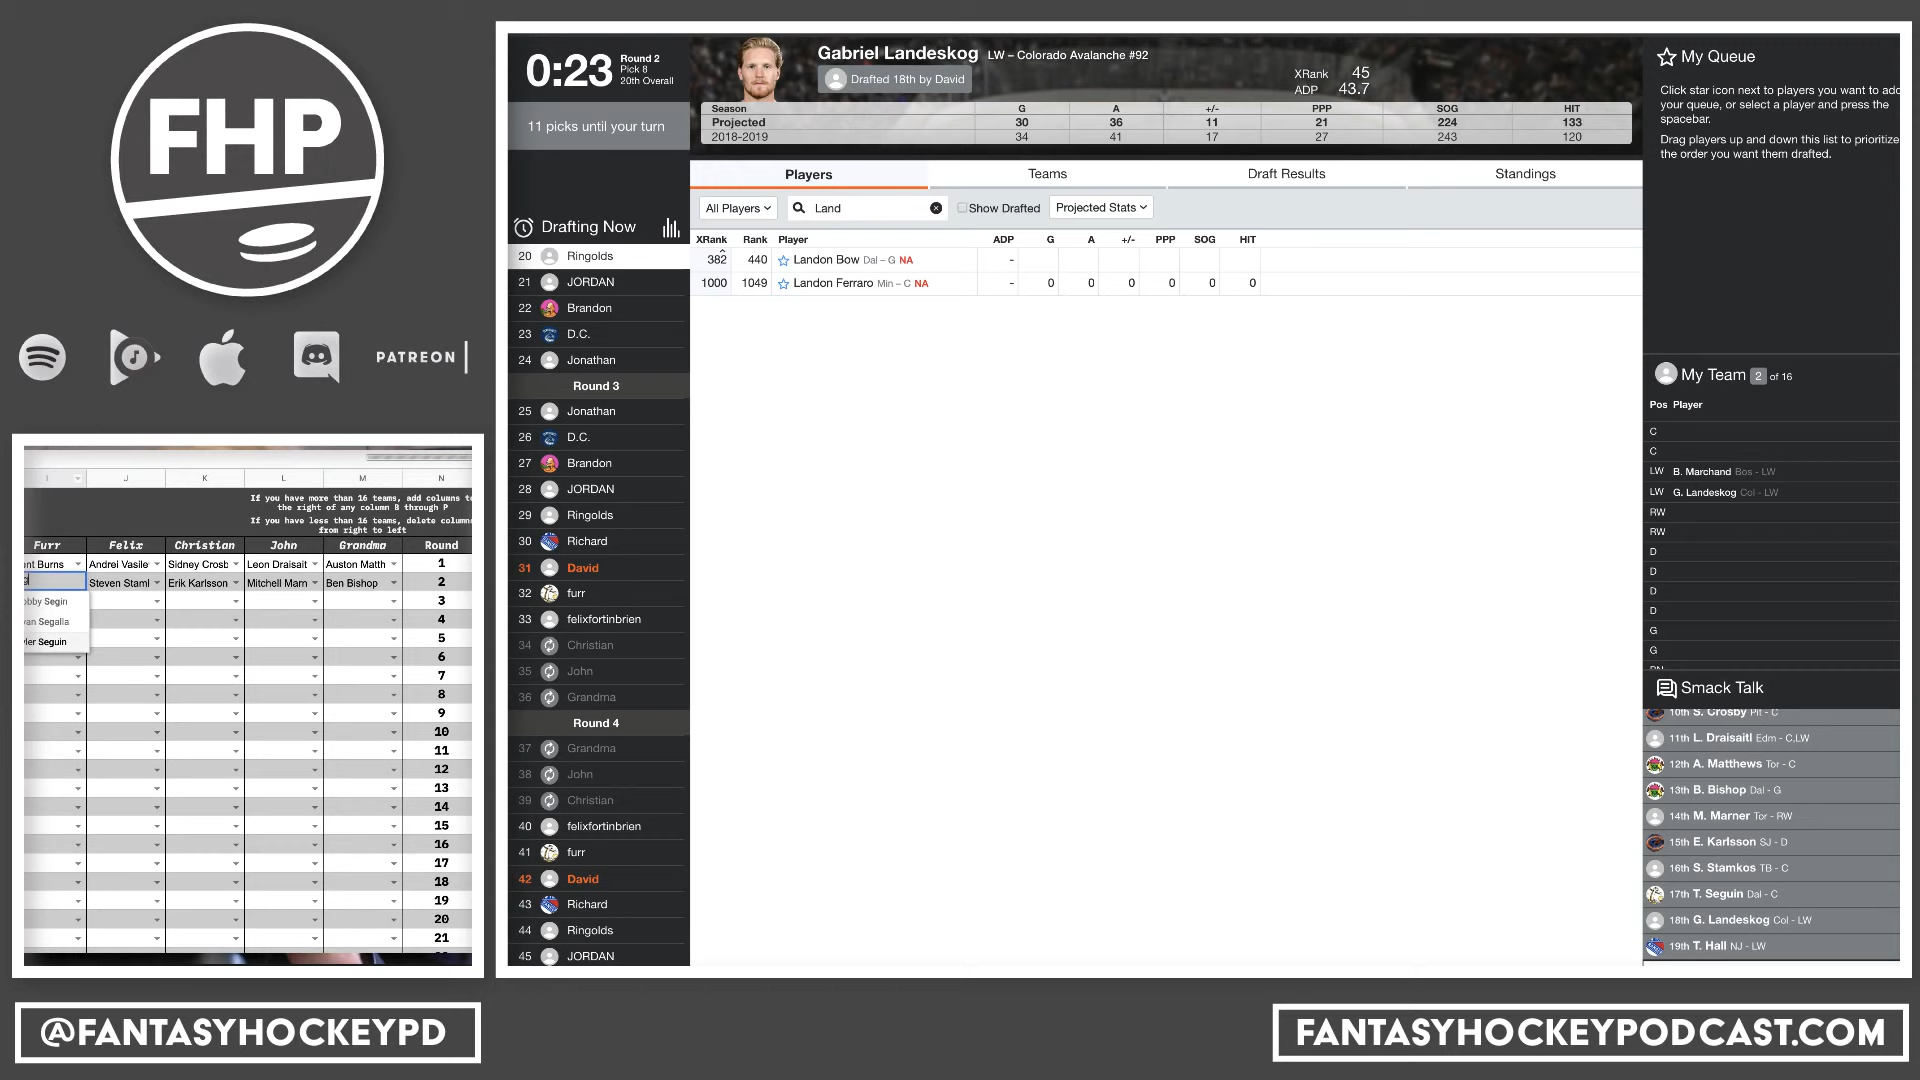 FHP
PATREON
I J K L M N
If you have more than 16 teams, add columns to
the right of any column B through P
If you have less than 16 teams, delete columns
from right to left
Furr Felix Christian John Grandma Round
nt Burns Andrei Vasile Sidney Crosb Leon Draisait Auston Matth 1
Steven Staml Erik Karlsson Mitchell Marn Ben Bishop 2
obby Segin 3
an Segalla 4
ler Seguin 5
6
7
8
9
10
11
12
13
14
15
16
17
18
19
20
21
@FANTASYHOCKEYPD
0:23
Round 2
Pick 8
20th Overall
11 picks until your turn
Drafting Now
20 Ringolds
21 JORDAN
22 Brandon
23 D.C.
24 Jonathan
Round 3
25 Jonathan
26 D.C.
27 Brandon
28 JORDAN
29 Ringolds
30 Richard
31 David
32 furr
33 felixfortinbrien
34 Christian
35 John
36 Grandma
Round 4
37 Grandma
38 John
39 Christian
40 felixfortinbrien
41 furr
42 David
43 Richard
44 Ringolds
45 JORDAN
Gabriel Landeskog LW – Colorado Avalanche #92
Drafted 18th by David
XRank 45
ADP 43.7
Season G A +/- PPP SOG HIT
Projected 30 36 11 21 224 133
2018-2019 34 41 17 27 243 120
Players Teams Draft Results Standings
All Players Land Show Drafted Projected Stats
XRank Rank Player ADP G A +/- PPP SOG HIT
382 440 Landon Bow Dal – G NA -
1000 1049 Landon Ferraro Min – C NA - 0 0 0 0 0 0
My Queue
Click star icon next to players you want to add
your queue, or select a player and press the
spacebar.
Drag players up and down this list to prioritize
the order you want them drafted.
My Team 2 of 16
Pos Player
C
C
LW B. Marchand Bos - LW
LW G. Landeskog Col - LW
RW
RW
D
D
D
D
G
G
BN
Smack Talk
10th S. Crosby Pit - C
11th L. Draisaitl Edm - C,LW
12th A. Matthews Tor - C
13th B. Bishop Dal - G
14th M. Marner Tor - RW
15th E. Karlsson SJ - D
16th S. Stamkos TB - C
17th T. Seguin Dal - C
18th G. Landeskog Col - LW
19th T. Hall NJ - LW
FANTASYHOCKEYPODCAST.COM